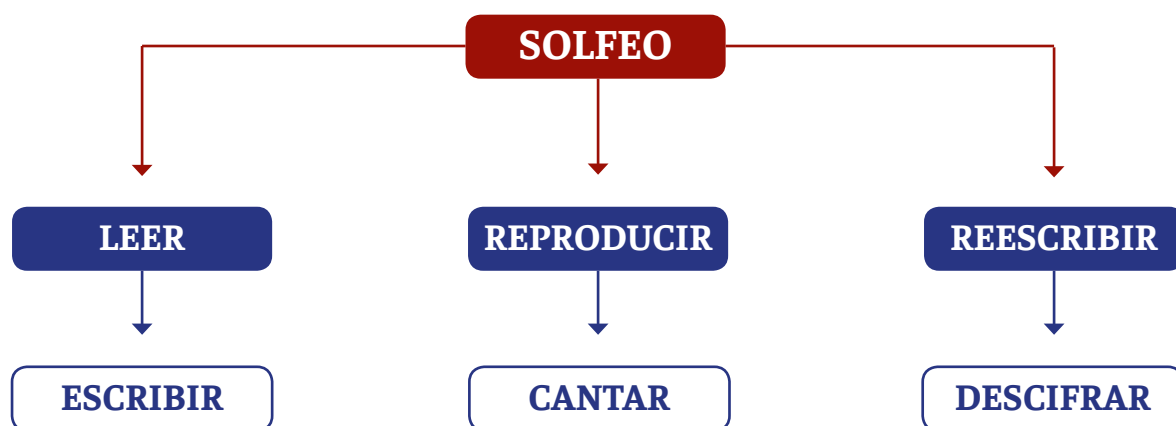 SOLFEO
LEER
REPRODUCIR
REESCRIBIR
ESCRIBIR
CANTAR
DESCIFRAR